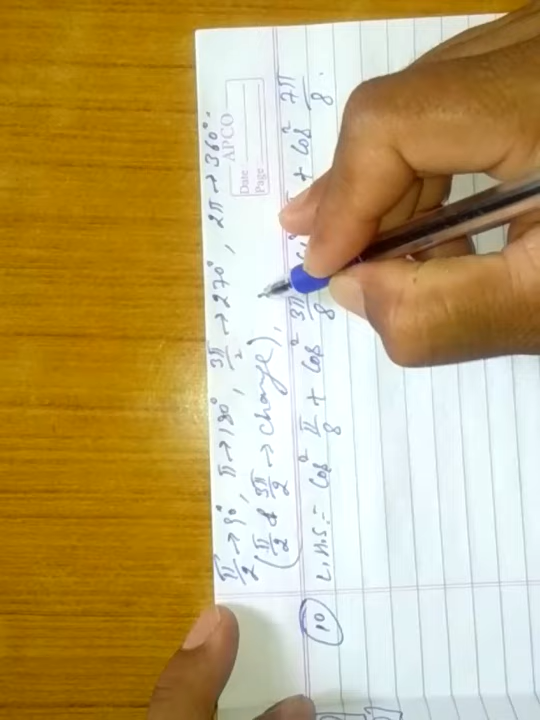 APCO
Date
Page
π/2 → 90°, π → 180°, 3π/2 → 270°, 2π → 360°.
(π/2 & 3π/2 → change),
10 L.H.S. = cos² π/8 + cos² 3π/8 + cos² 7π/8.